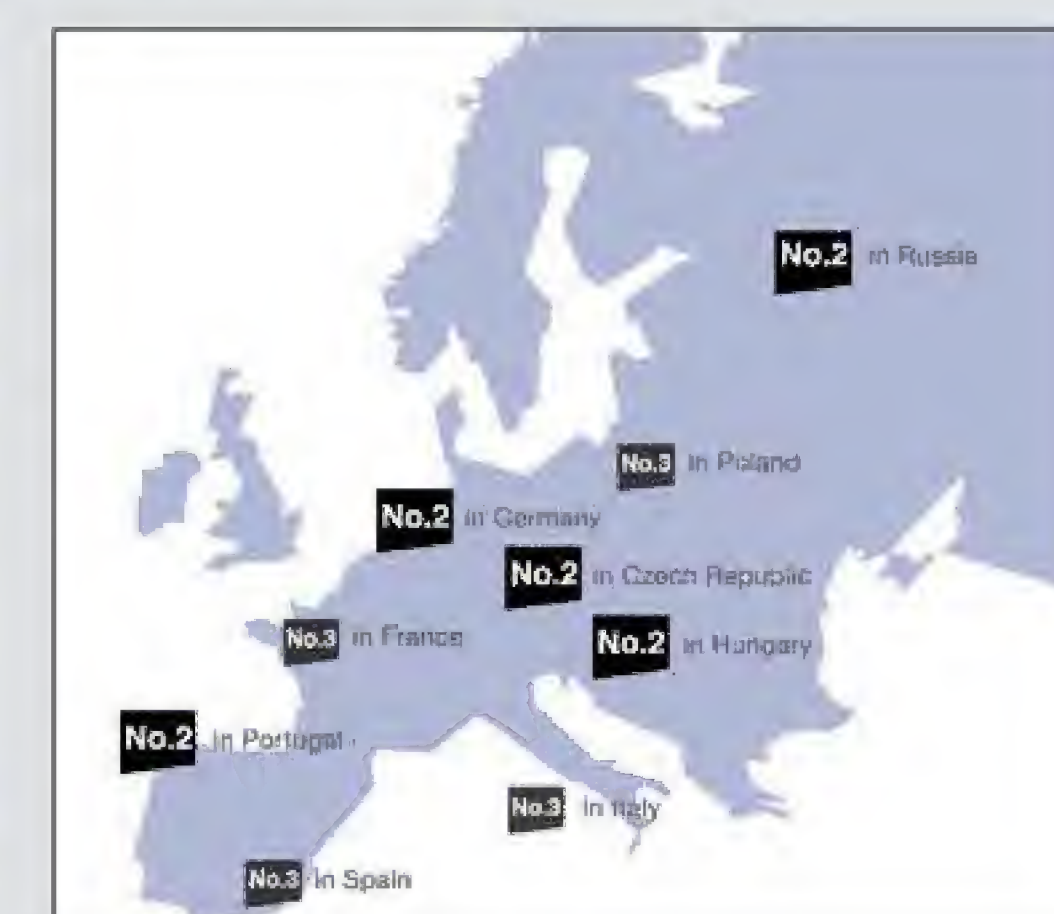 No.2 in Russia
No.3 in Poland
No.2 in Germany
No.2 in Czech Republic
No.3 in France
No.2 in Hungary
No.2 in Portugal
No.3 in Italy
No.3 in Spain